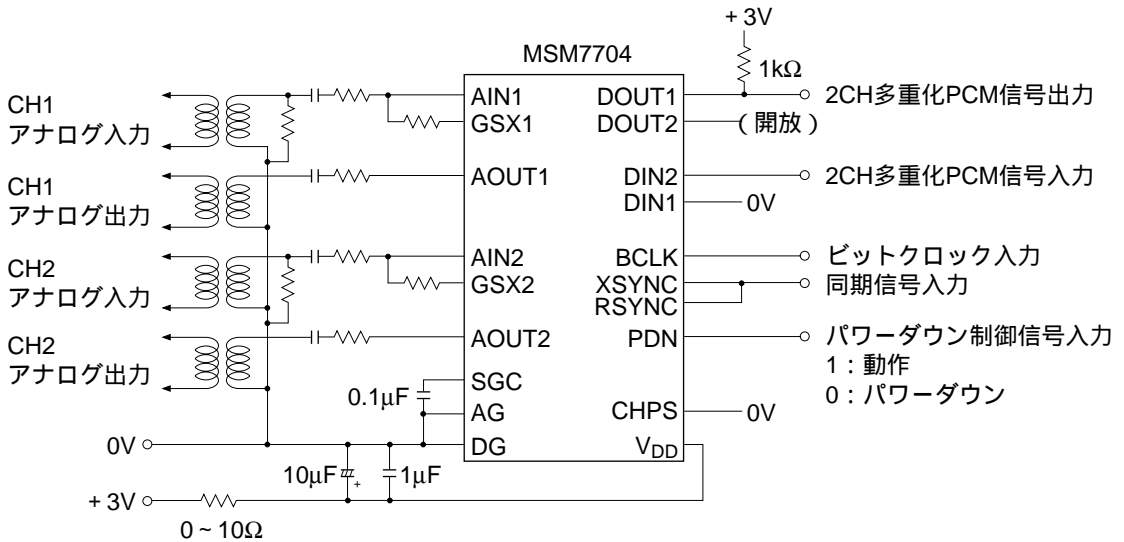 +3V
MSM7704
1kΩ
CH1
アナログ入力
AIN1
GSX1
DOUT1
2CH多重化PCM信号出力
DOUT2
(開放)
CH1
アナログ出力
AOUT1
DIN2
2CH多重化PCM信号入力
DIN1
0V
CH2
アナログ入力
AIN2
GSX2
BCLK
ビットクロック入力
XSYNC
同期信号入力
RSYNC
CH2
アナログ出力
AOUT2
PDN
パワーダウン制御信号入力
1:動作
0:パワーダウン
SGC
0.1μF
AG
CHPS
0V
0V
DG
VDD
10μF
+
1μF
+3V
0~10Ω